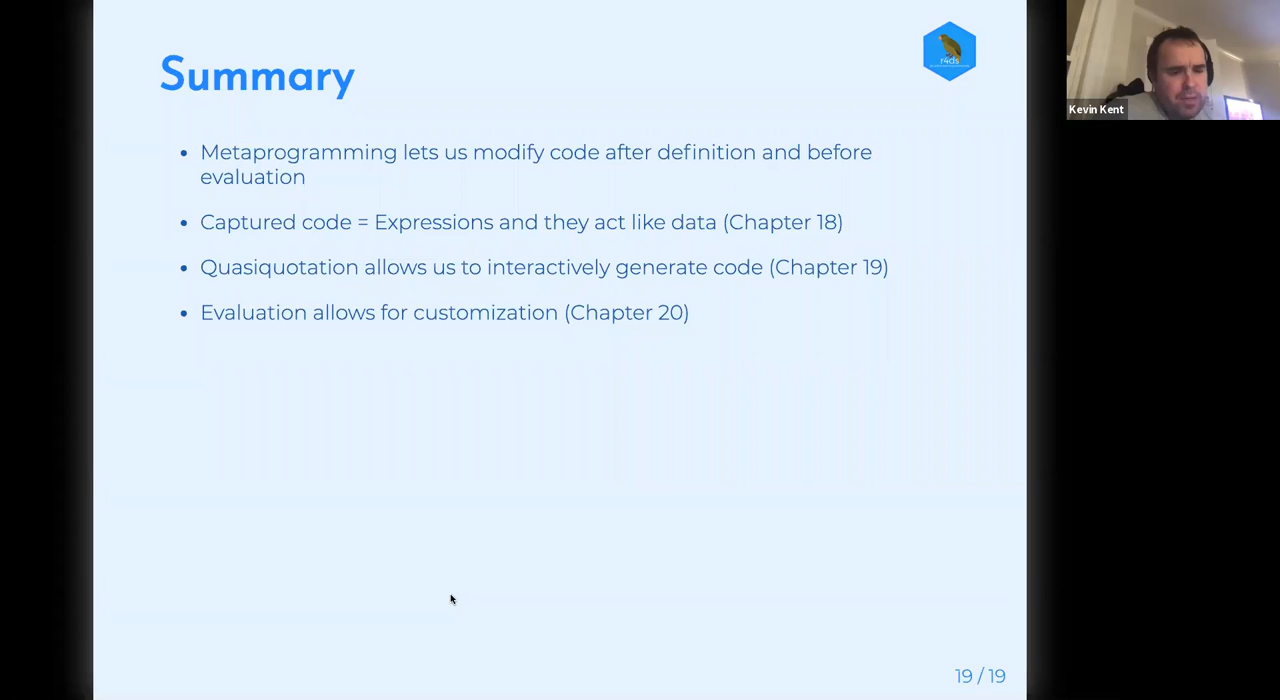 Summary
r4ds
Kevin Kent
• Metaprogramming lets us modify code after definition and before
evaluation
• Captured code = Expressions and they act like data (Chapter 18)
• Quasiquotation allows us to interactively generate code (Chapter 19)
• Evaluation allows for customization (Chapter 20)
19 / 19